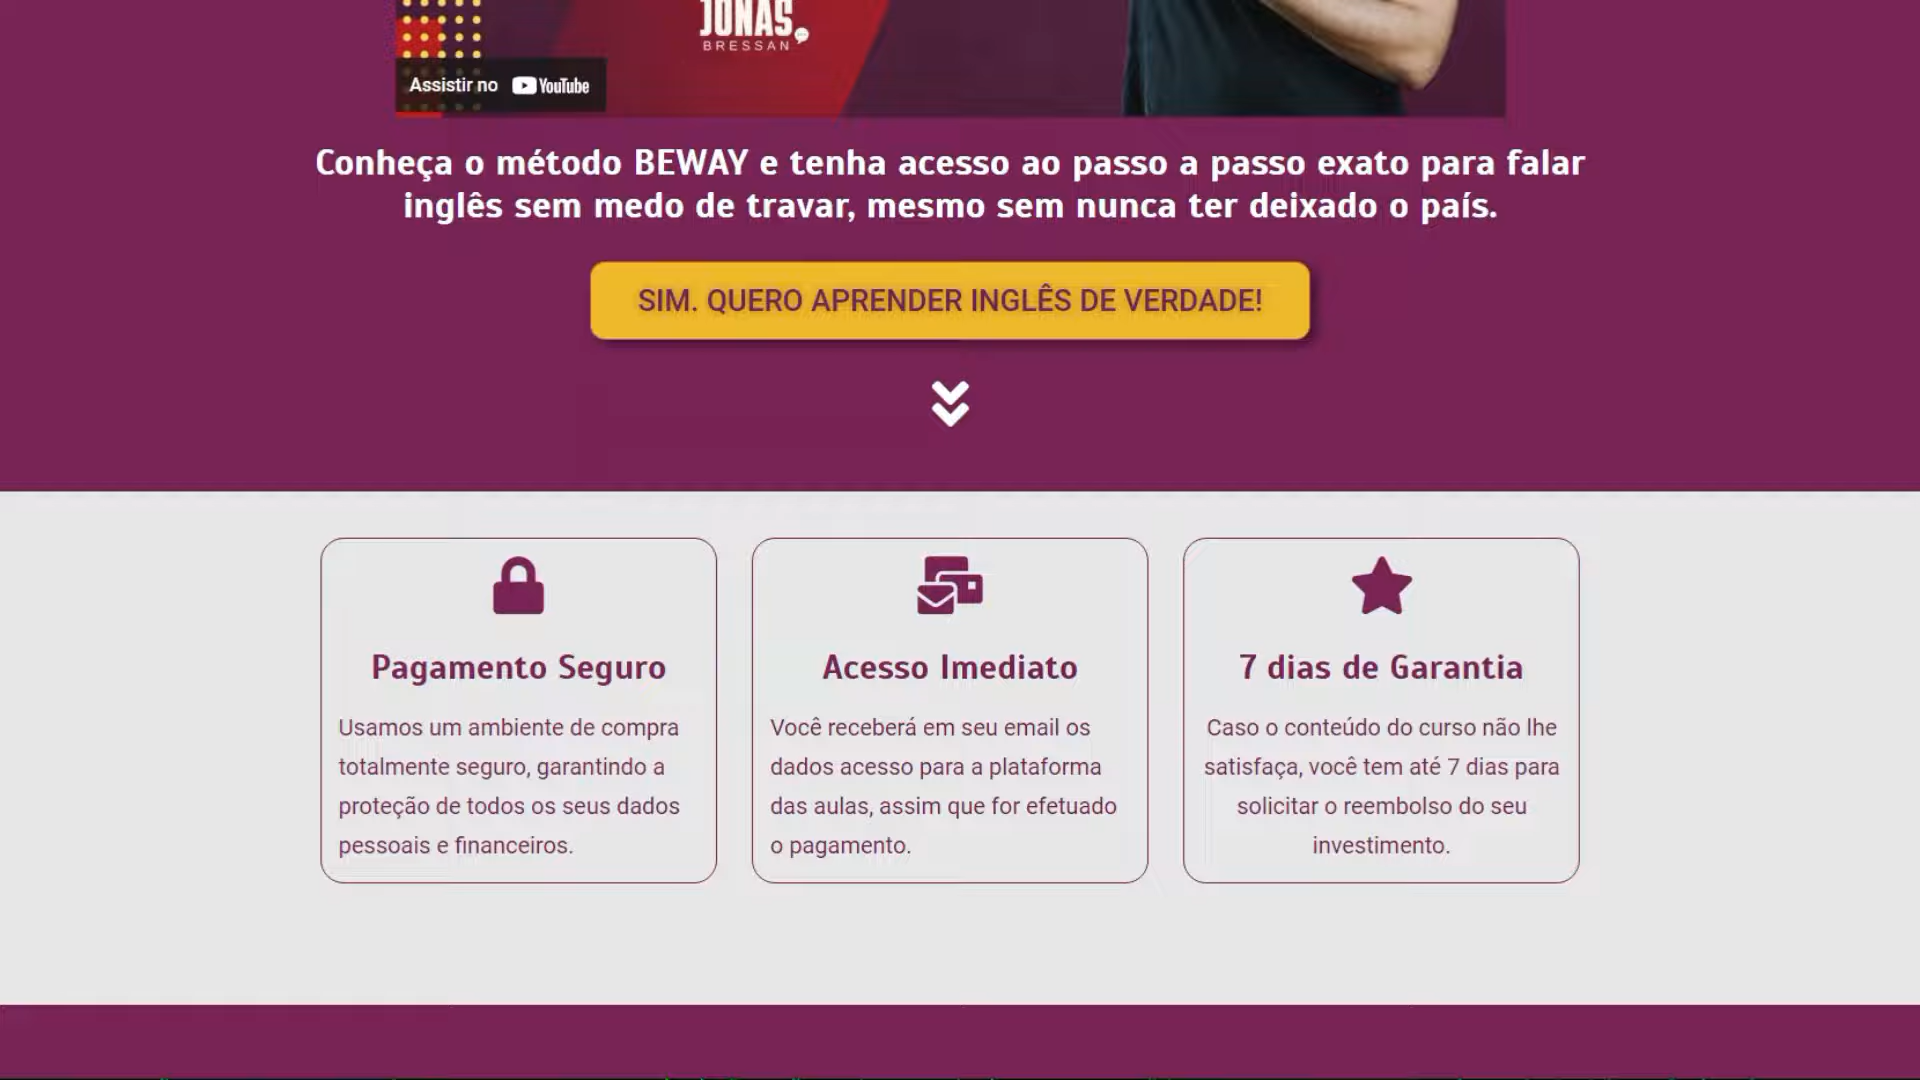 JONAS
BRESSAN
Assistir no YouTube
Conheça o método BEWAY e tenha acesso ao passo a passo exato para falar
inglês sem medo de travar, mesmo sem nunca ter deixado o país.
SIM. QUERO APRENDER INGLÊS DE VERDADE!
Pagamento Seguro
Usamos um ambiente de compra
totalmente seguro, garantindo a
proteção de todos os seus dados
pessoais e financeiros.
Acesso Imediato
Você receberá em seu email os
dados acesso para a plataforma
das aulas, assim que for efetuado
o pagamento.
7 dias de Garantia
Caso o conteúdo do curso não lhe
satisfaça, você tem até 7 dias para
solicitar o reembolso do seu
investimento.